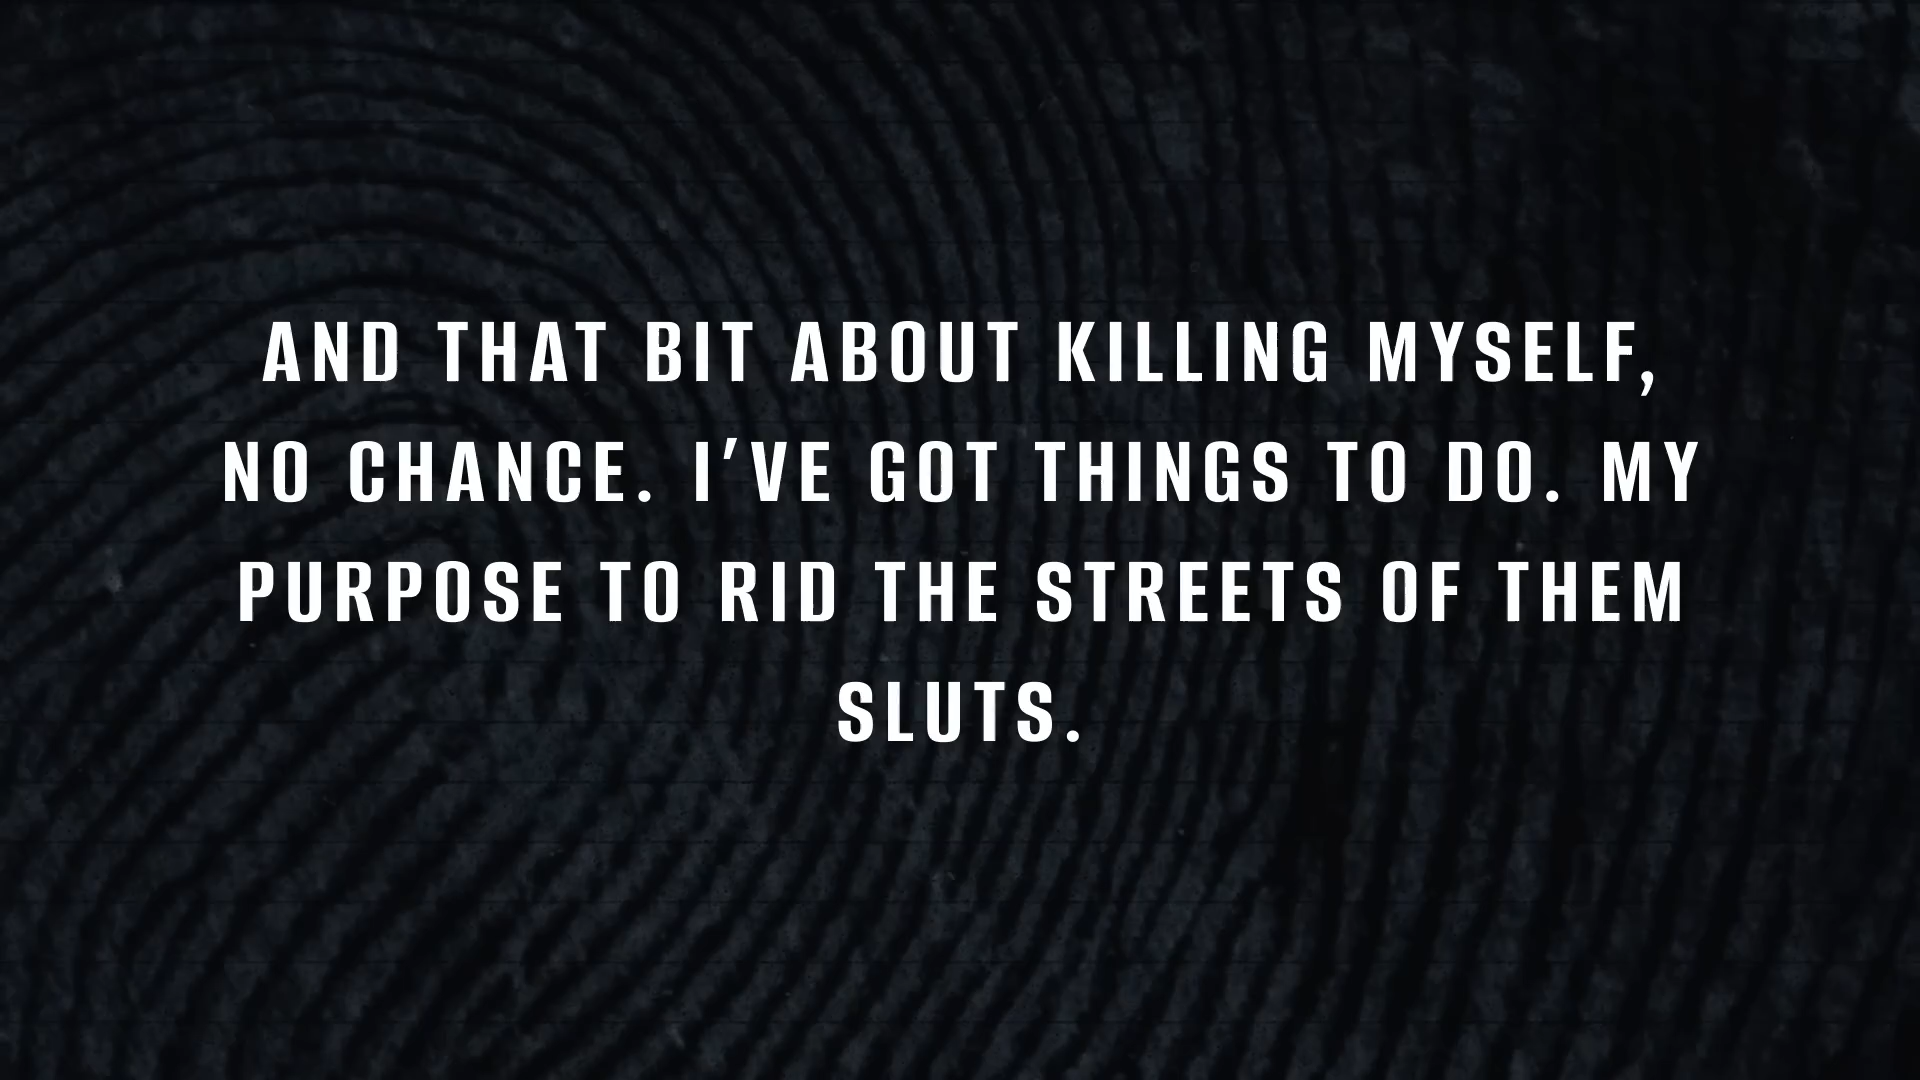 AND THAT BIT ABOUT KILLING MYSELF,
NO CHANCE. I'VE GOT THINGS TO DO. MY
PURPOSE TO RID THE STREETS OF THEM
SLUTS.